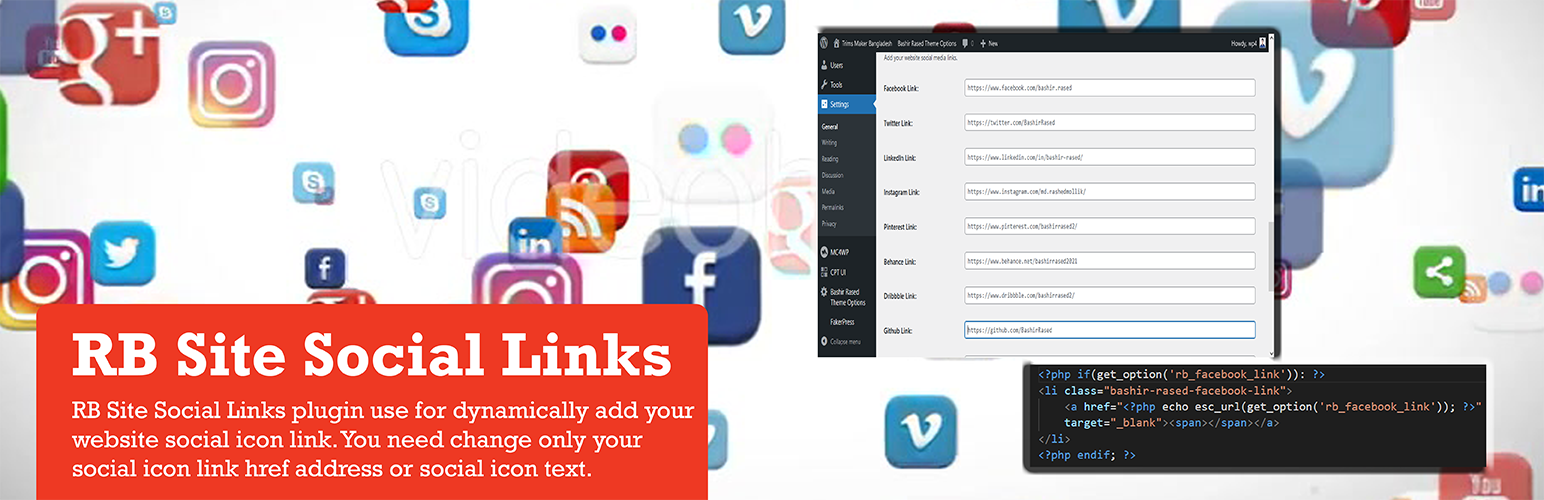 RB Site Social Links
RB Site Social Links plugin use for dynamically add your
website social icon link. You need change only your
social icon link href address or social icon text.
Trims Maker Bangladesh
Bashir Rased Theme Options
0
New
Howdy, wp4
Users
Tools
Settings
General
Writing
Reading
Discussion
Media
Permalinks
Privacy
MC4WP
CPT UI
Bashir Rased
Theme Options
FakerPress
Collapse menu
Add your website social media links.
Facebook Link: https://www.facebook.com/bashir.rased
Twitter Link: https://twitter.com/BashirRased
LinkedIn Link: https://www.linkedin.com/in/bashir-rased/
Instagram Link: https://www.instagram.com/md.rashedmollik/
Pinterest Link: https://www.pinterest.com/bashirrased2/
Behance Link: https://www.behance.net/bashirrased2021
Dribbble Link: https://www.dribbble.com/bashirrased2/
Github Link: https://github.com/BashirRased
<?php if(get_option('rb_facebook_link')): ?>
<li class="bashir-rased-facebook-link">
<a href="<?php echo esc_url(get_option('rb_facebook_link')); ?>"
target="_blank"><span></span></a>
</li>
<?php endif; ?>